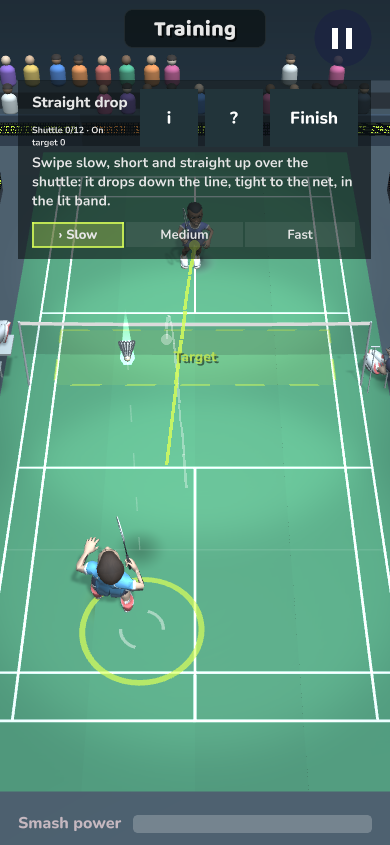 Training
Straight drop
Shuttle 0/12 · On
target 0
i
?
Finish
Swipe slow, short and straight up over the
shuttle: it drops down the line, tight to the net, in
the lit band.
› Slow
Medium
Fast
Target
Smash power